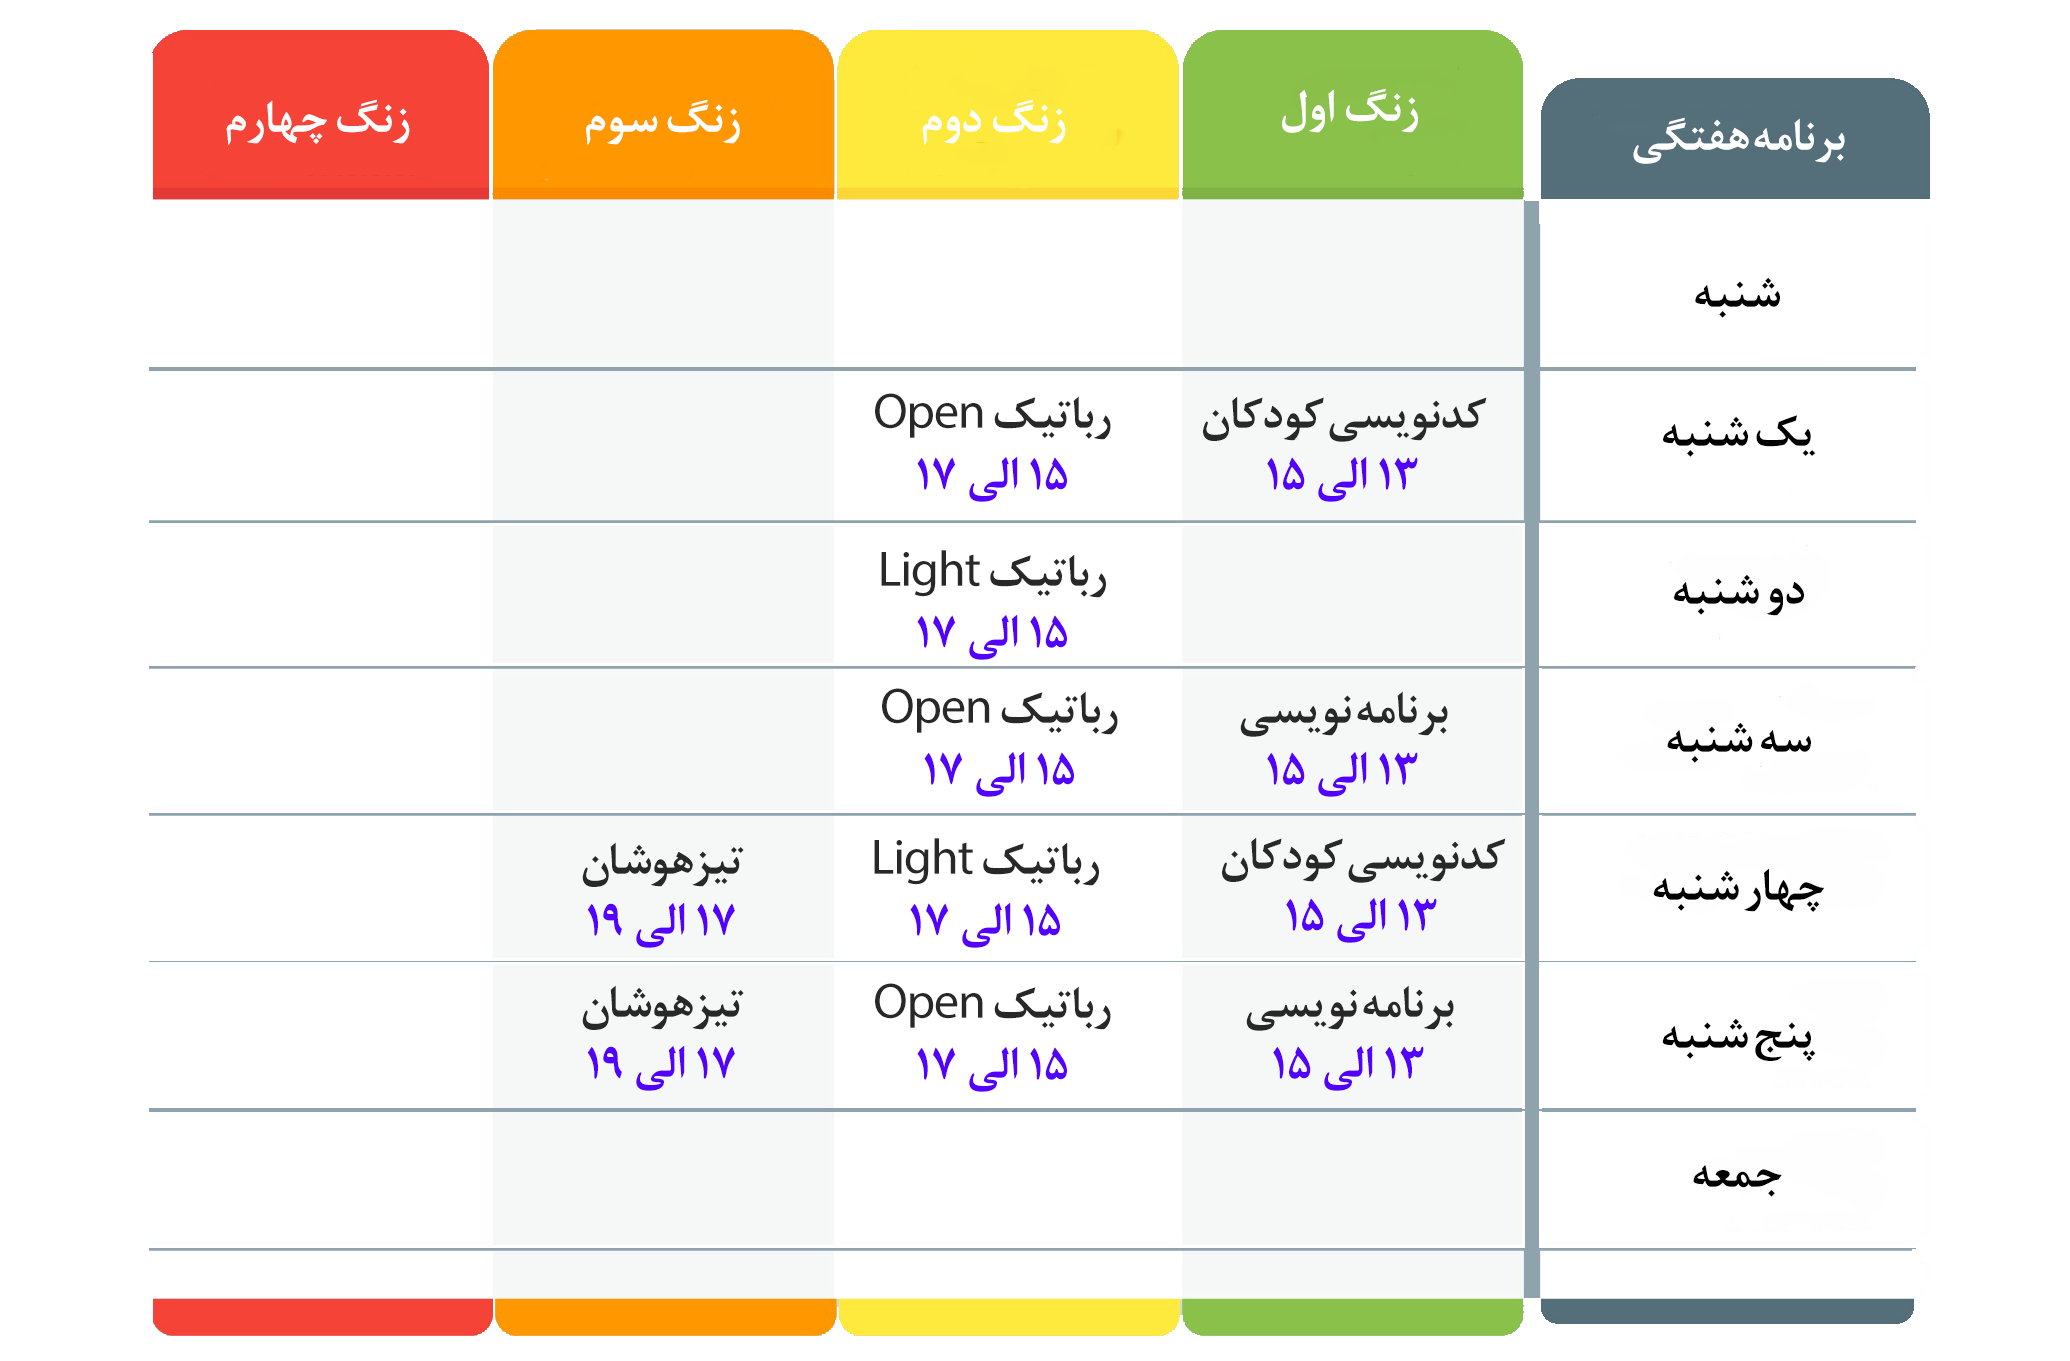 برنامه هفتگی
زنگ اول
زنگ دوم
زنگ سوم
زنگ چهارم
شنبه
یک شنبه
کدنویسی کودکان
۱۳ الی ۱۵
رباتیک Open
۱۵ الی ۱۷
دو شنبه
رباتیک Light
۱۵ الی ۱۷
سه شنبه
برنامه نویسی
۱۳ الی ۱۵
رباتیک Open
۱۵ الی ۱۷
چهار شنبه
کدنویسی کودکان
۱۳ الی ۱۵
رباتیک Light
۱۵ الی ۱۷
تیزهوشان
۱۷ الی ۱۹
پنج شنبه
برنامه نویسی
۱۳ الی ۱۵
رباتیک Open
۱۵ الی ۱۷
تیزهوشان
۱۷ الی ۱۹
جمعه